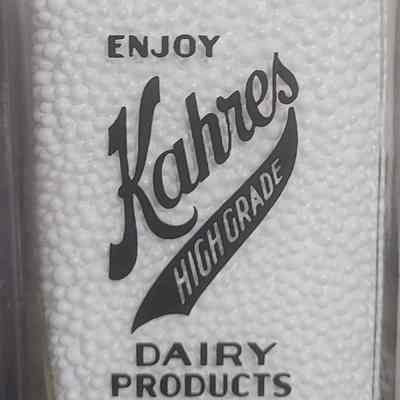 ENJOY
Kahres
HIGH GRADE
DAIRY
PRODUCTS